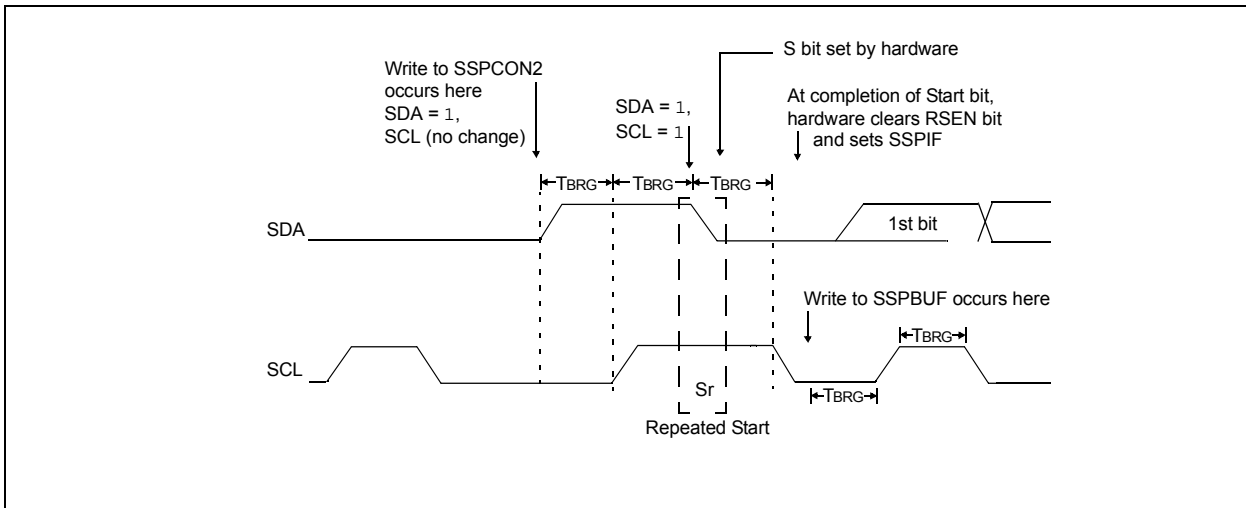 S bit set by hardware
Write to SSPCON2
occurs here
SDA = 1,
SCL (no change)
SDA = 1,
SCL = 1
At completion of Start bit,
hardware clears RSEN bit
and sets SSPIF
TBRG TBRG TBRG
SDA
1st bit
Write to SSPBUF occurs here
TBRG
SCL
Sr
TBRG
Repeated Start